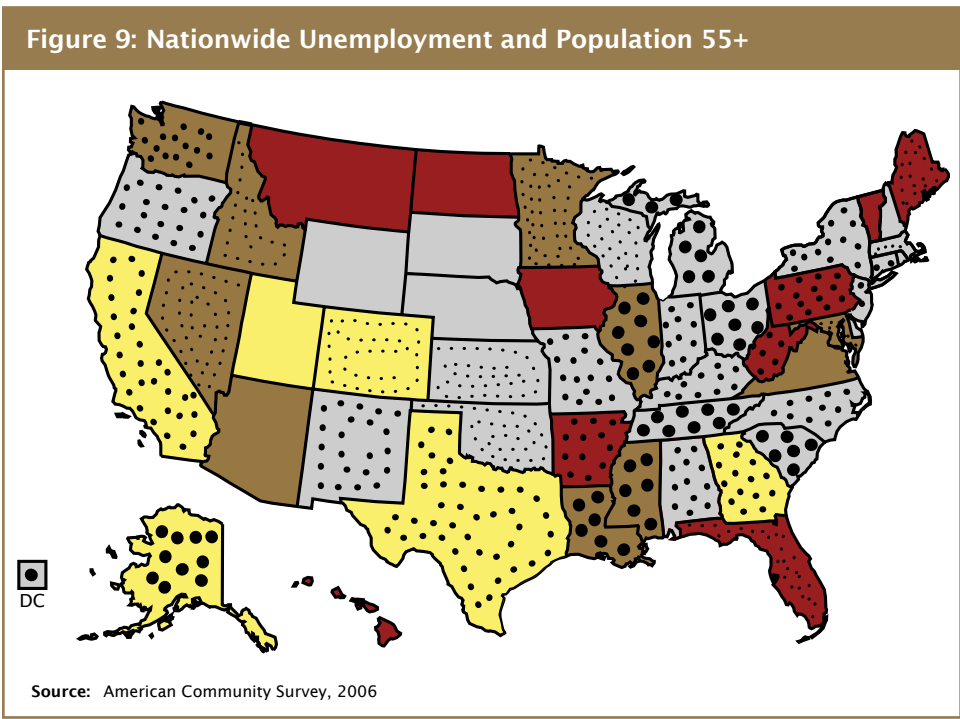 Figure 9: Nationwide Unemployment and Population 55+
DC
Source: American Community Survey, 2006